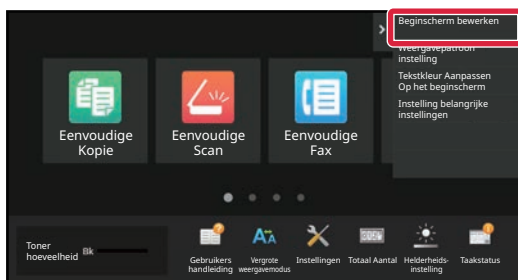 Beginscherm bewerken
Weergavepatroon
instelling
Tekstkleur Aanpassen
Op het beginscherm
Instelling belangrijke
instellingen
Eenvoudige
Kopie
Eenvoudige
Scan
Eenvoudige
Fax
Toner
hoeveelheid
Bk
Gebruikers
handleiding
Vergrote
weergavemodus
Instellingen
Totaal Aantal
Helderheids-
instelling
Taakstatus